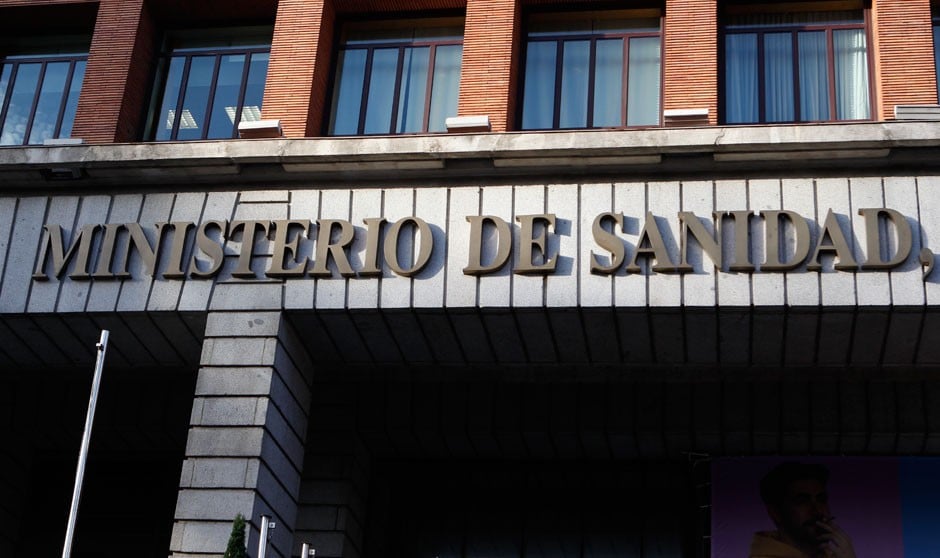 MINISTERIO DE SANIDAD,